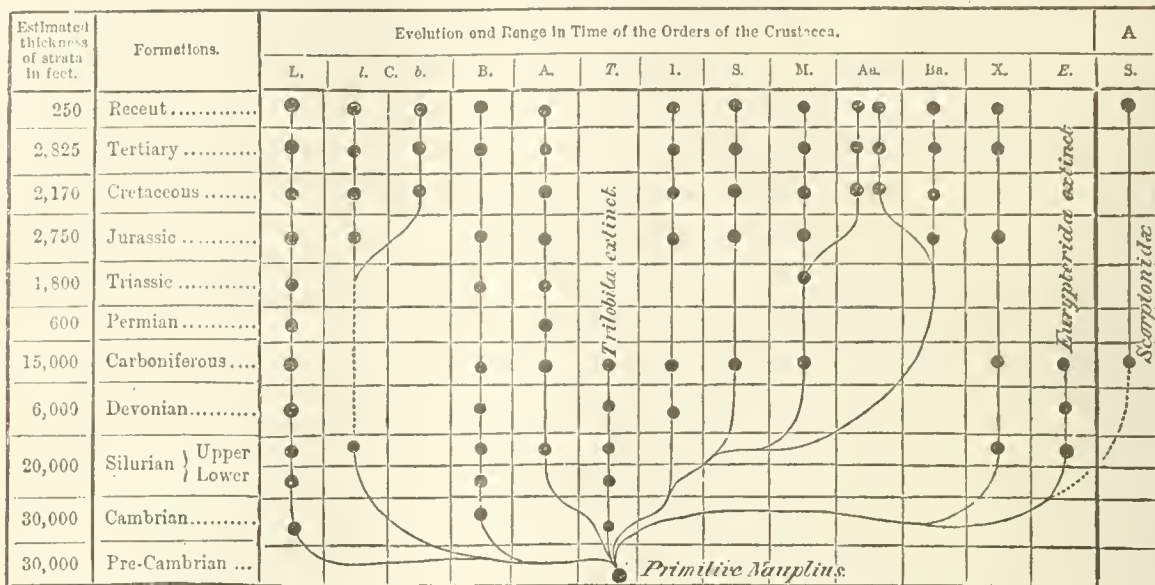 Estimated thickness of strata in feet.
Formations.
Evolution and Range in Time of the Orders of the Crustacea.
A
L. l. C. b. B. A. T. I. S. M. Aa. Ba. X. E. S.
250 Recent............
2,825 Tertiary..........
2,170 Cretaceous........
2,750 Jurassic..........
1,800 Triassic..........
600 Permian...........
15,000 Carboniferous....
6,000 Devonian.........
20,000 Silurian } Upper
Lower
30,000 Cambrian.........
30,000 Pre-Cambrian ...
Trilobita extinct.
Eurypterida extinct
Scorpionidæ
Primitive Nauplius.